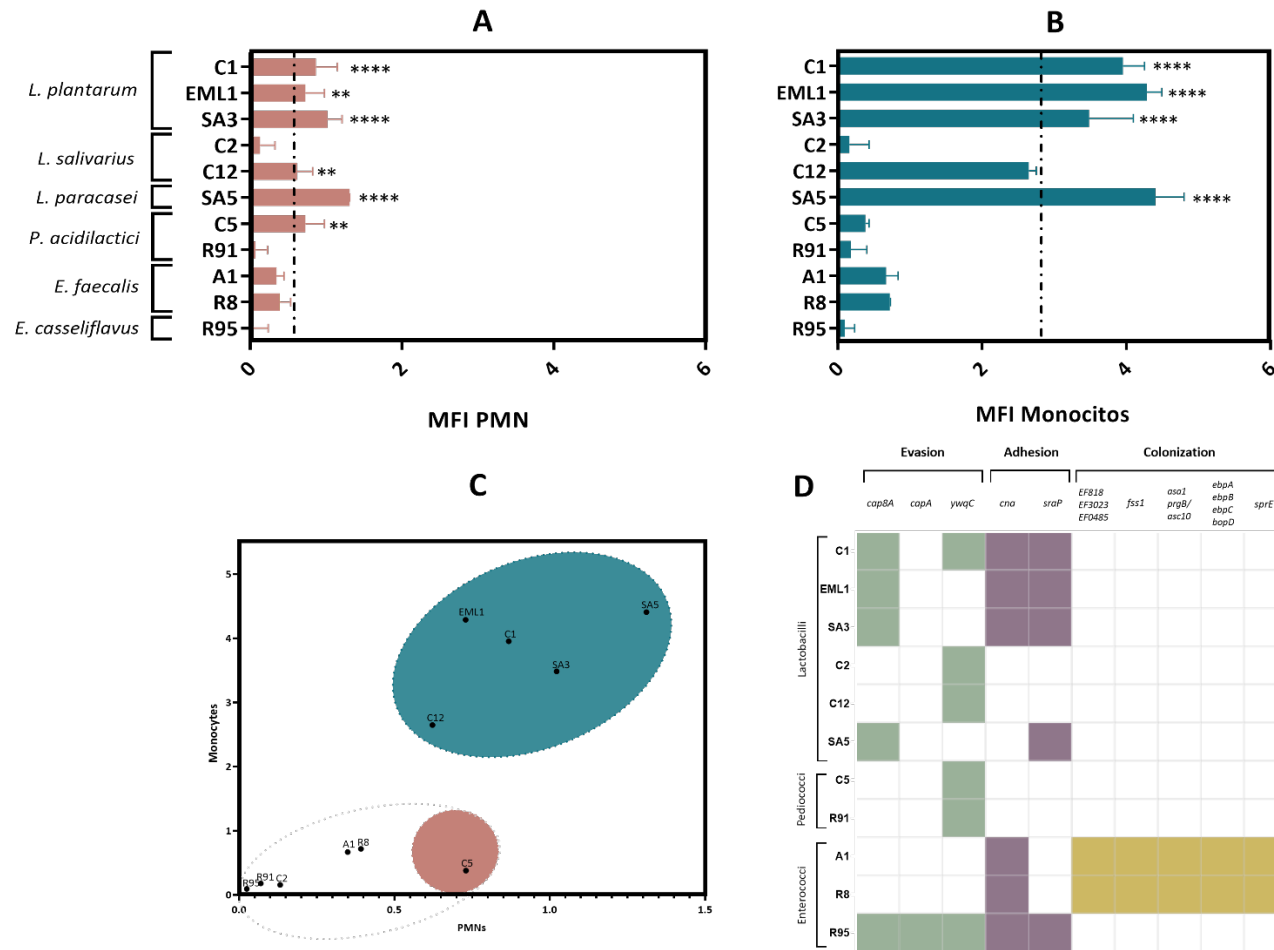 A
B
L. plantarum
L. salivarius
L. paracasei
P. acidilactici
E. faecalis
E. casseliflavus
C1
EML1
SA3
C2
C12
SA5
C5
R91
A1
R8
R95
****
**
****
**
****
**
0
2
4
6
MFI PMN
C1
EML1
SA3
C2
C12
SA5
C5
R91
A1
R8
R95
****
****
****
****
0
2
4
6
MFI Monocitos
C
Monocytes
5
4
3
2
1
0
SA5
EML1
C1
SA3
C12
A1 R8
C5
R95 R91 C2
0.0 0.5 1.0 1.5
PMNs
D
Evasion Adhesion Colonization
cap8A capA ywqC cna sraP
EF818
EF3023
EF0485
fss1
asa1
prgB/
asc10
ebpA
ebpB
ebpC
bopD
sprE
Lactobacilli
C1
EML1
SA3
C2
C12
SA5
Pediococci
C5
R91
Enterococci
A1
R8
R95